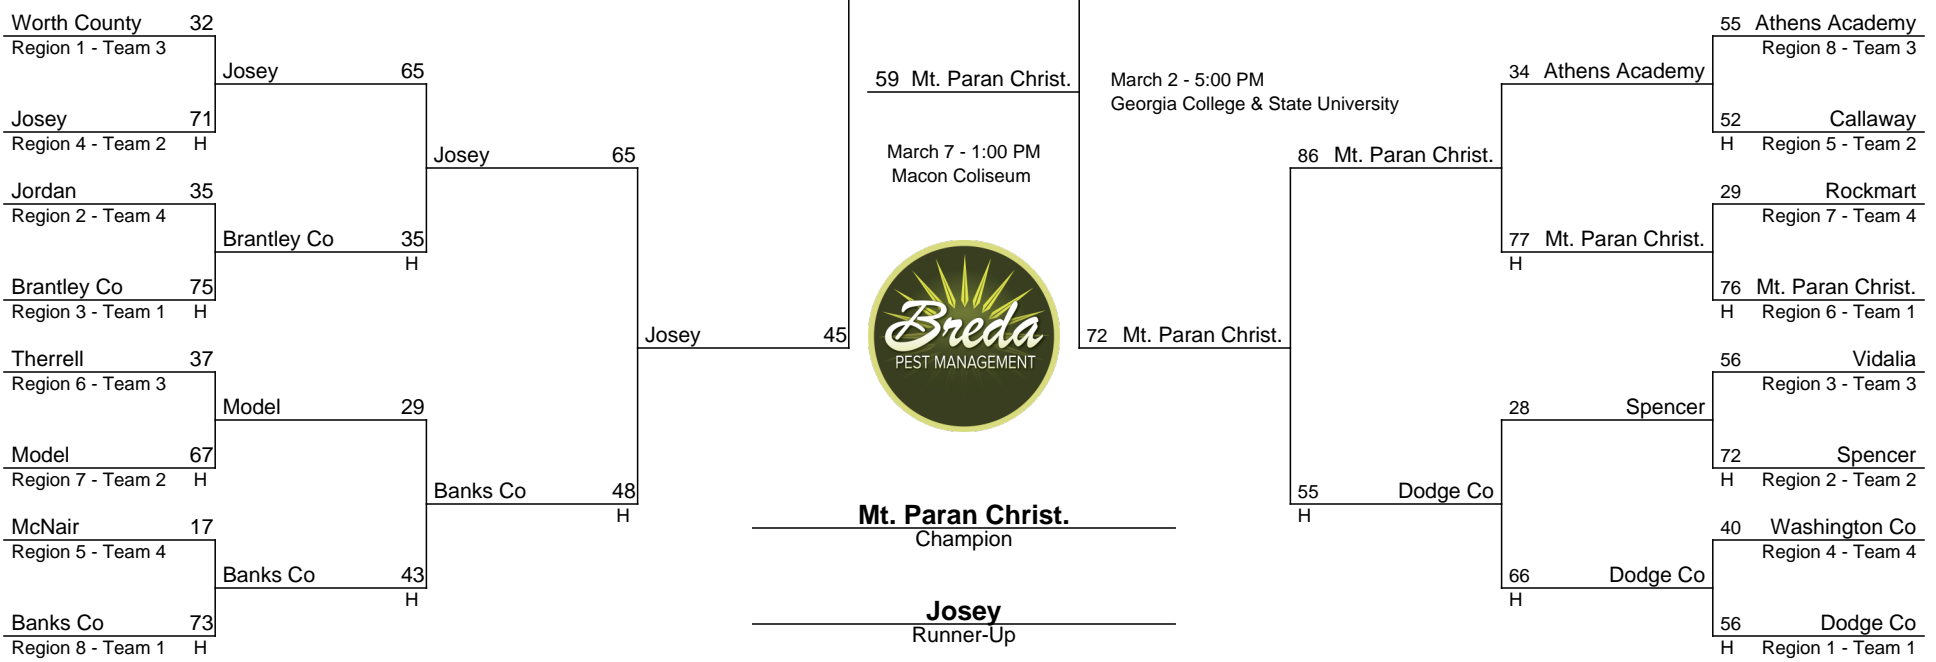 Worth County 32
Region 1 - Team 3
Josey 65
Josey 71
Region 4 - Team 2 H
Josey 65
Jordan 35
Region 2 - Team 4
Brantley Co 35
H
Brantley Co 75
Region 3 - Team 1 H
Josey 45
Therrell 37
Region 6 - Team 3
Model 29
Model 67
Region 7 - Team 2 H
Banks Co 48
H
McNair 17
Region 5 - Team 4
Banks Co 43
H
Banks Co 73
Region 8 - Team 1 H
59 Mt. Paran Christ.
March 7 - 1:00 PM
Macon Coliseum
Breda
PEST MANAGEMENT
Mt. Paran Christ.
Champion
Josey
Runner-Up
March 2 - 5:00 PM
Georgia College & State University
55 Athens Academy
Region 8 - Team 3
34 Athens Academy
52 Callaway
H Region 5 - Team 2
86 Mt. Paran Christ.
29 Rockmart
Region 7 - Team 4
77 Mt. Paran Christ.
H
76 Mt. Paran Christ.
H Region 6 - Team 1
72 Mt. Paran Christ.
56 Vidalia
Region 3 - Team 3
28 Spencer
72 Spencer
H Region 2 - Team 2
55 Dodge Co
H
40 Washington Co
Region 4 - Team 4
66 Dodge Co
H
56 Dodge Co
H Region 1 - Team 1